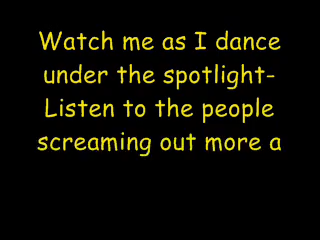 Watch me as I dance
under the spotlight-
Listen to the people
screaming out more a